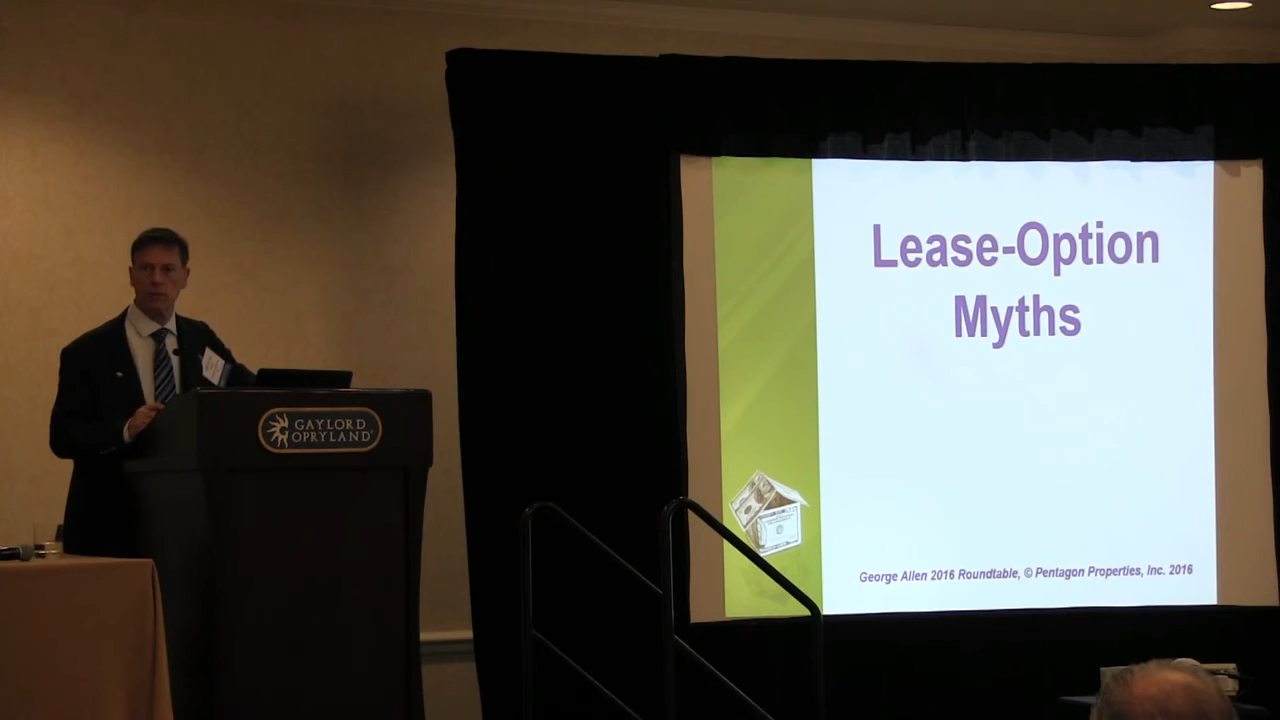 GAYLORD
OPRYLAND
Lease-Option
Myths
George Allen 2016 Roundtable, © Pentagon Properties, Inc. 2016